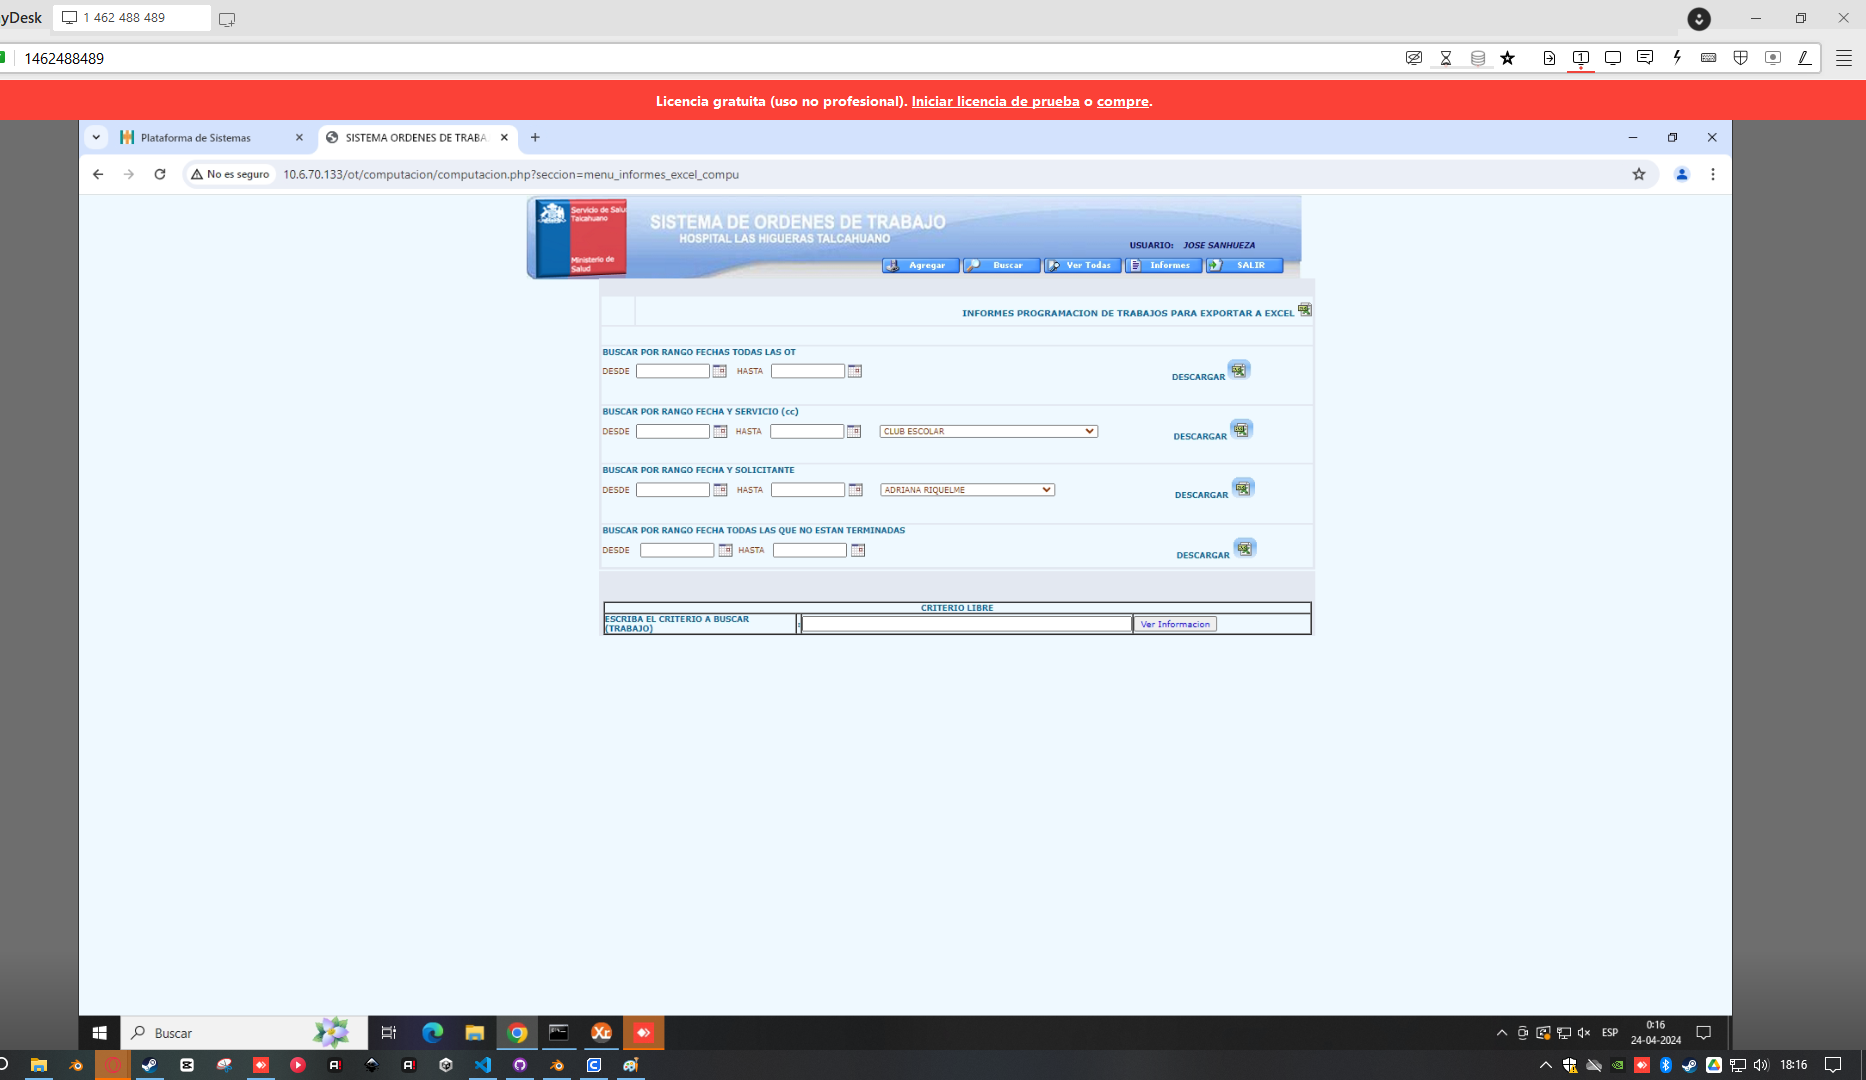 yDesk
1 462 488 489
1462488489
Licencia gratuita (uso no profesional). Iniciar licencia de prueba o compre.
Plataforma de Sistemas
SISTEMA ORDENES DE TRABA
No es seguro
10.6.70.133/ot/computacion/computacion.php?seccion=menu_informes_excel_compu
Servicio de Salu
Talcahuano
Ministerio de
Salud
SISTEMA DE ORDENES DE TRABAJO
HOSPITAL LAS HIGUERAS TALCAHUANO
USUARIO: JOSE SANHUEZA
Agregar Buscar Ver Todas Informes SALIR
INFORMES PROGRAMACION DE TRABAJOS PARA EXPORTAR A EXCEL
BUSCAR POR RANGO FECHAS TODAS LAS OT
DESDE HASTA DESCARGAR
BUSCAR POR RANGO FECHA Y SERVICIO (cc)
DESDE HASTA CLUB ESCOLAR DESCARGAR
BUSCAR POR RANGO FECHA Y SOLICITANTE
DESDE HASTA ADRIANA RIQUELME DESCARGAR
BUSCAR POR RANGO FECHA TODAS LAS QUE NO ESTAN TERMINADAS
DESDE HASTA DESCARGAR
CRITERIO LIBRE
ESCRIBA EL CRITERIO A BUSCAR
(TRABAJO)
:
Ver Informacion
Buscar
ESP
0:16
24-04-2024
18:16